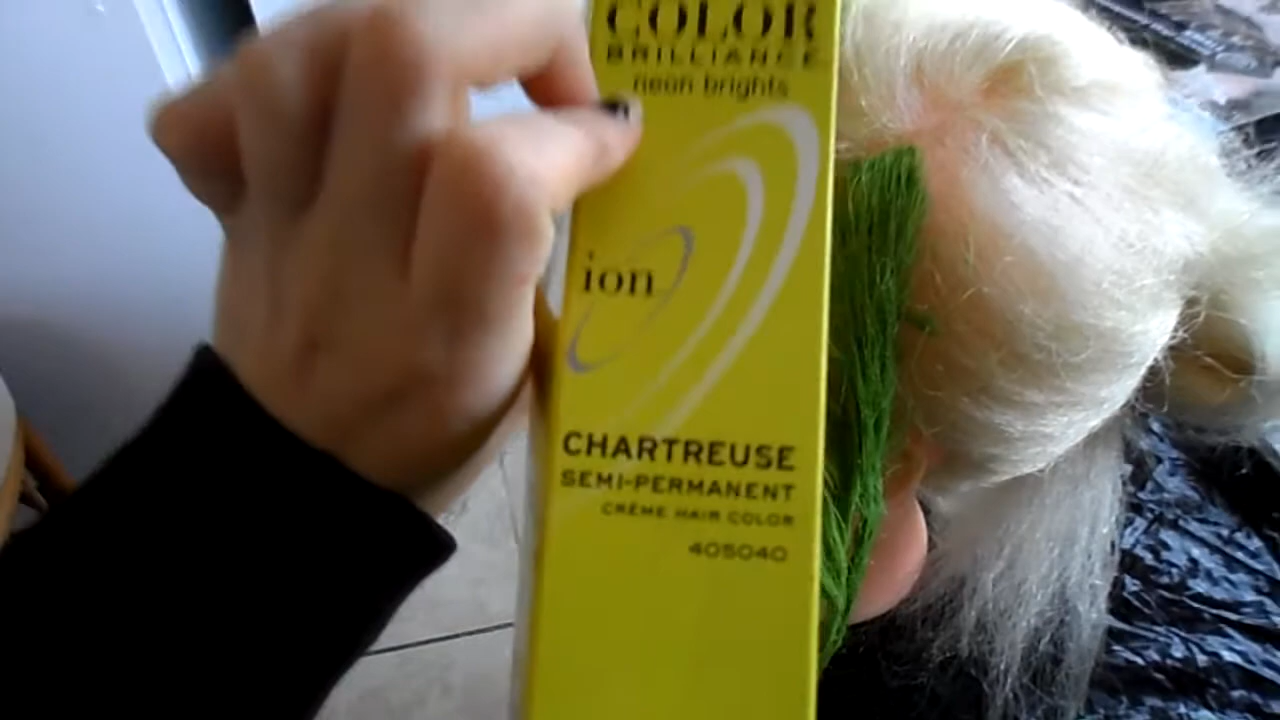 COLOR
BRILLIANCE
neon brights
ion
CHARTREUSE
SEMI-PERMANENT
CRÈME HAIR COLOR
405040